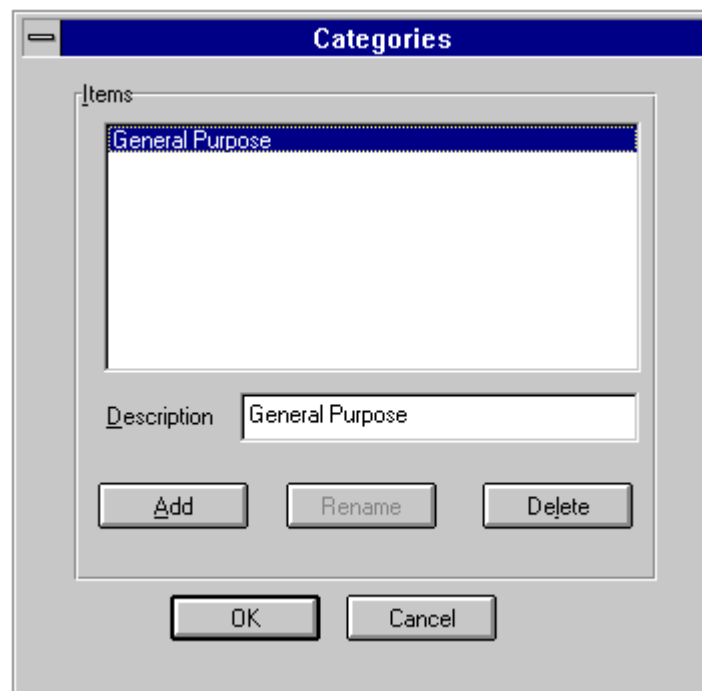 Categories
Items
General Purpose
Description General Purpose
Add Rename Delete
OK Cancel